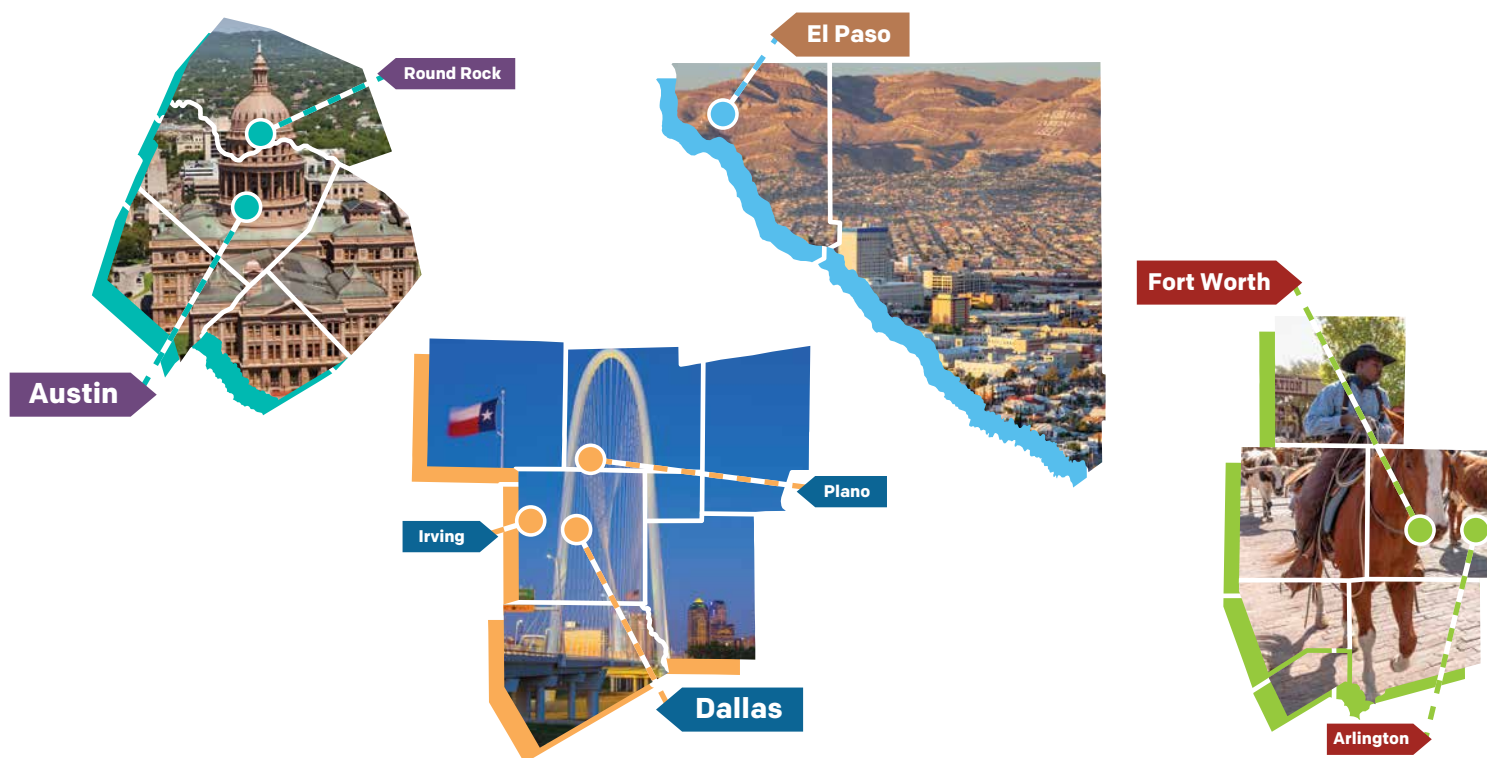 Round Rock
Austin
El Paso
Plano
Irving
Dallas
Fort Worth
Arlington